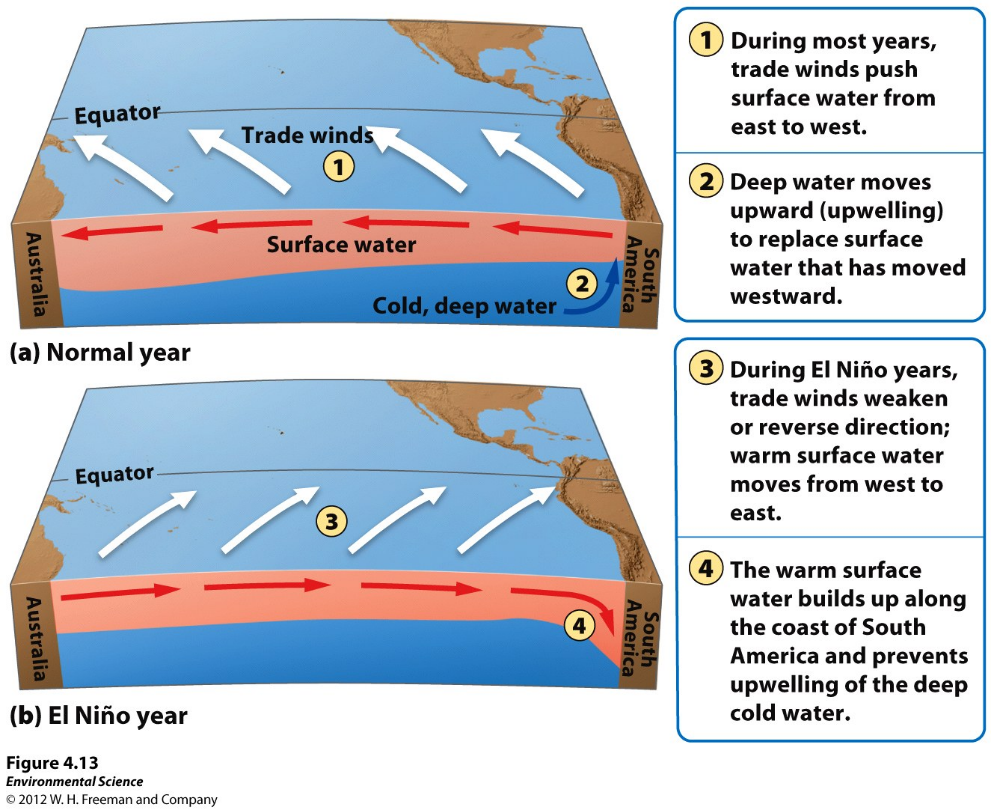 Equator
Trade winds
1
Surface water
2
Cold, deep water
Australia
South
America
(a) Normal year
1 During most years,
trade winds push
surface water from
east to west.
2 Deep water moves
upward (upwelling)
to replace surface
water that has moved
westward.
Equator
3
4
Australia
South
America
(b) El Niño year
3 During El Niño years,
trade winds weaken
or reverse direction;
warm surface water
moves from west to
east.
4 The warm surface
water builds up along
the coast of South
America and prevents
upwelling of the deep
cold water.
Figure 4.13
Environmental Science
© 2012 W. H. Freeman and Company